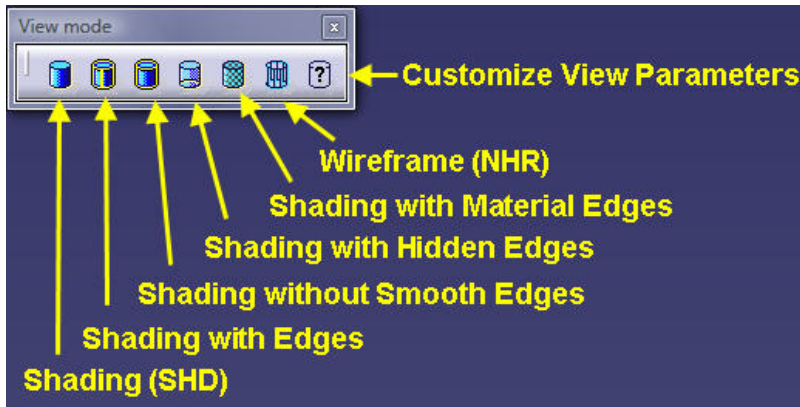 View mode
x
?
Customize View Parameters
Wireframe (NHR)
Shading with Material Edges
Shading with Hidden Edges
Shading without Smooth Edges
Shading with Edges
Shading (SHD)